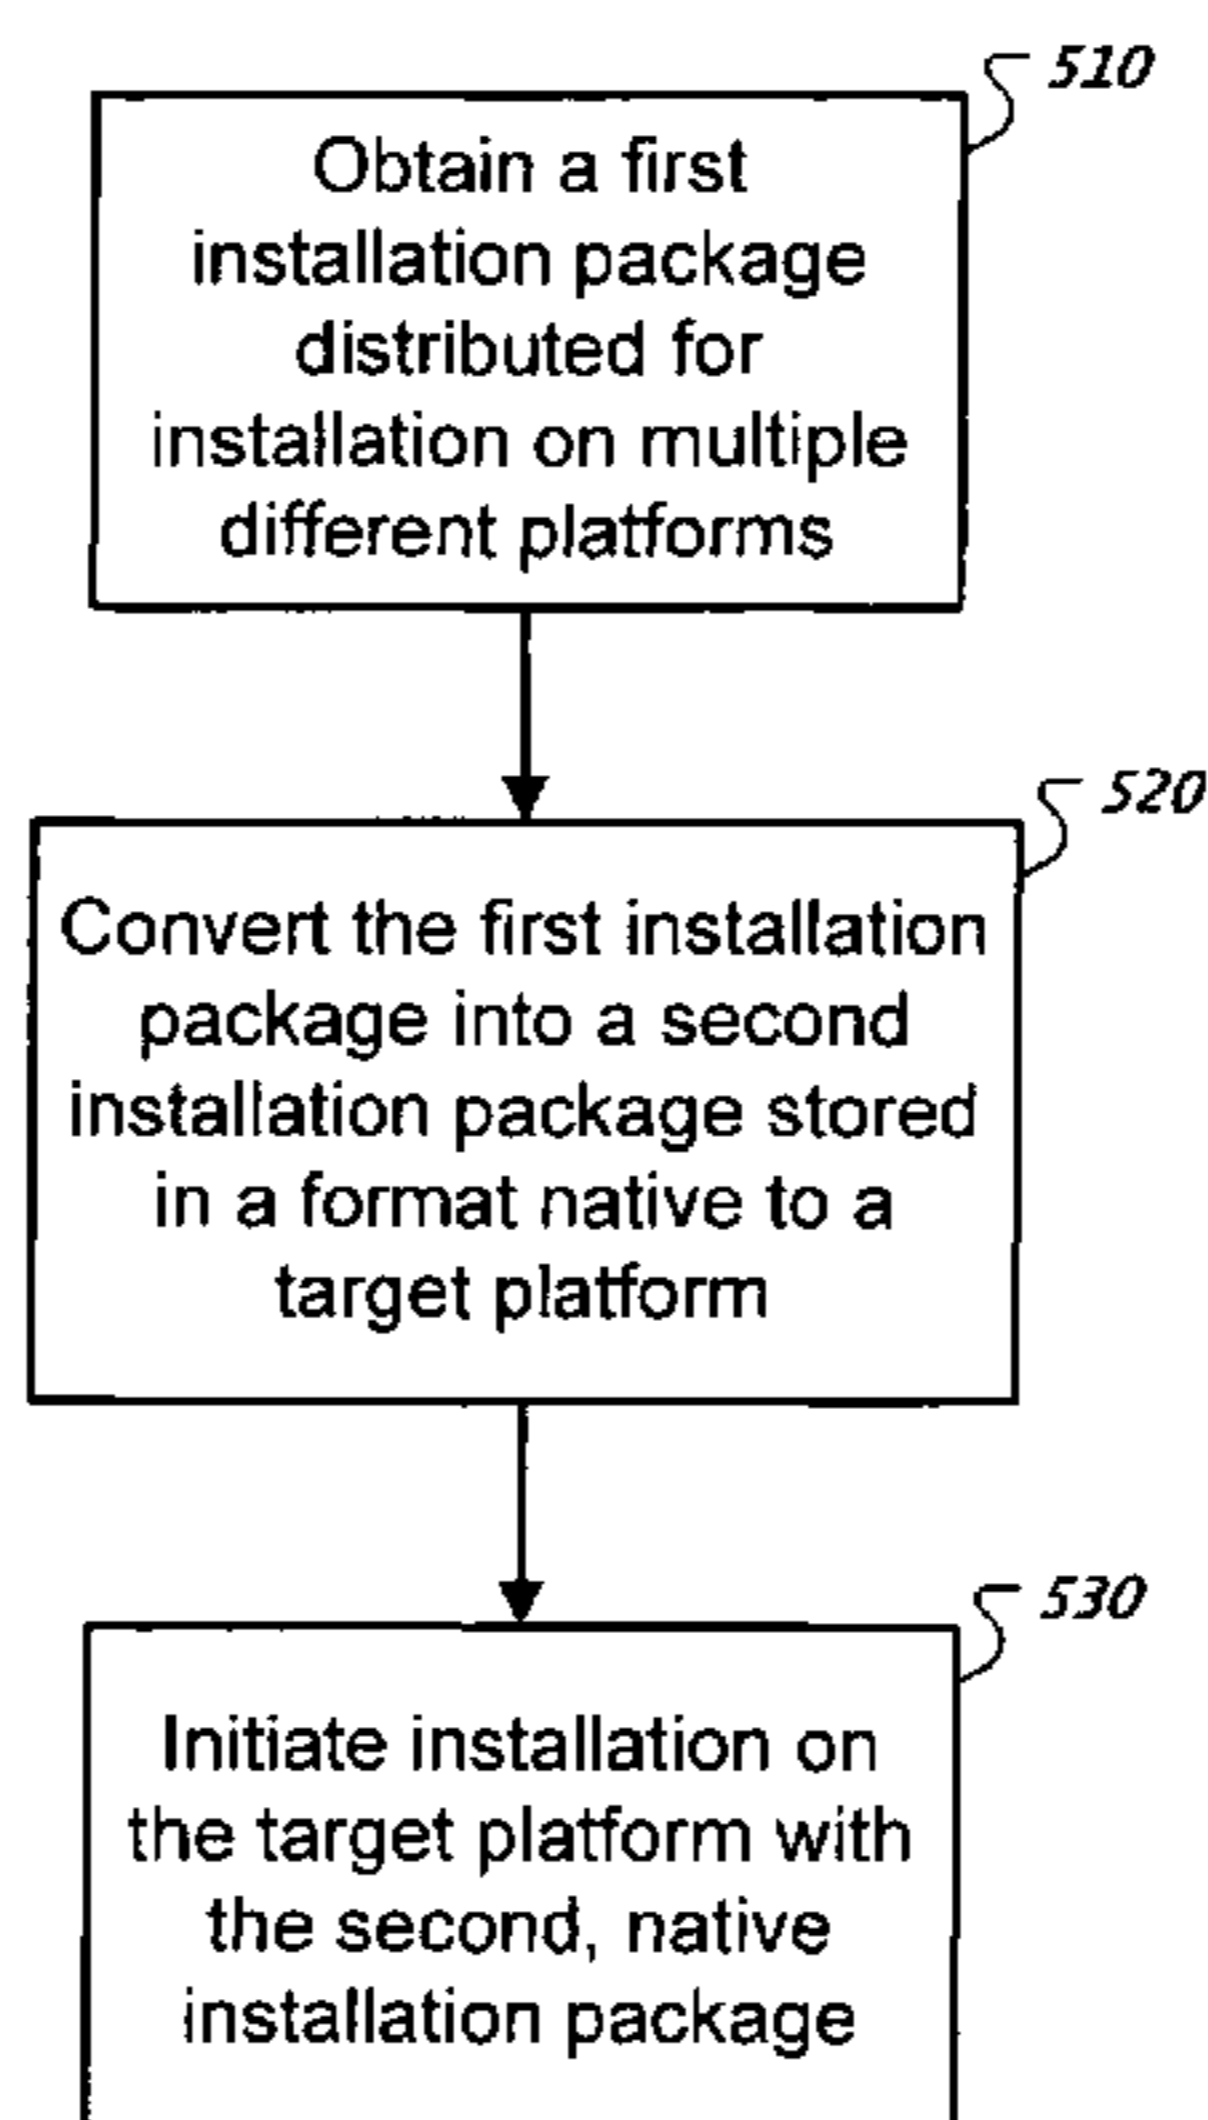 510
Obtain a first
installation package
distributed for
installation on multiple
different platforms
520
Convert the first installation
package into a second
installation package stored
in a format native to a
target platform
530
Initiate installation on
the target platform with
the second, native
installation package